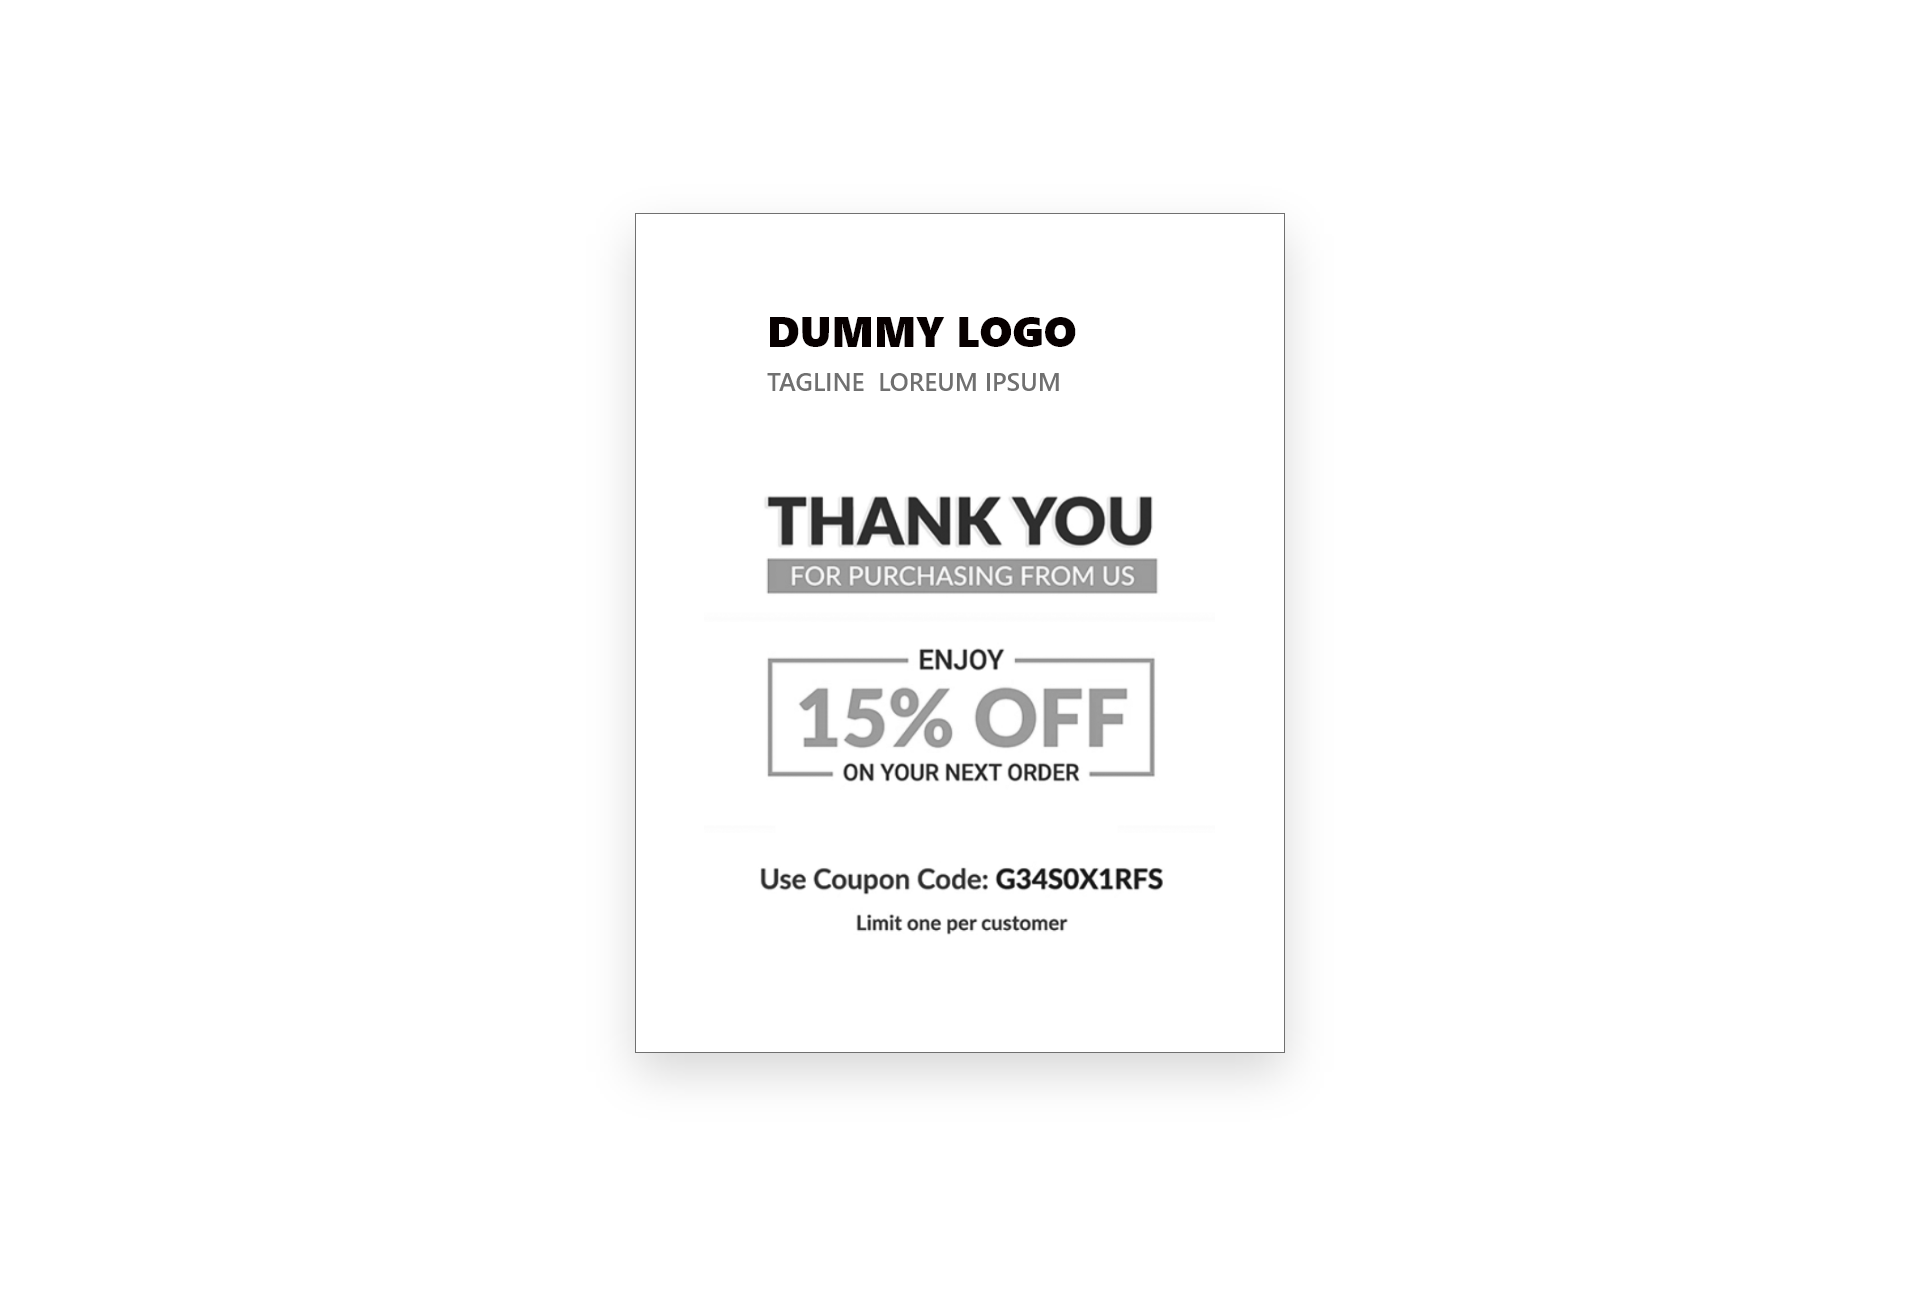 DUMMY LOGO
TAGLINE LOREUM IPSUM
THANK YOU
FOR PURCHASING FROM US
ENJOY
15% OFF
ON YOUR NEXT ORDER
Use Coupon Code: G34S0X1RFS
Limit one per customer